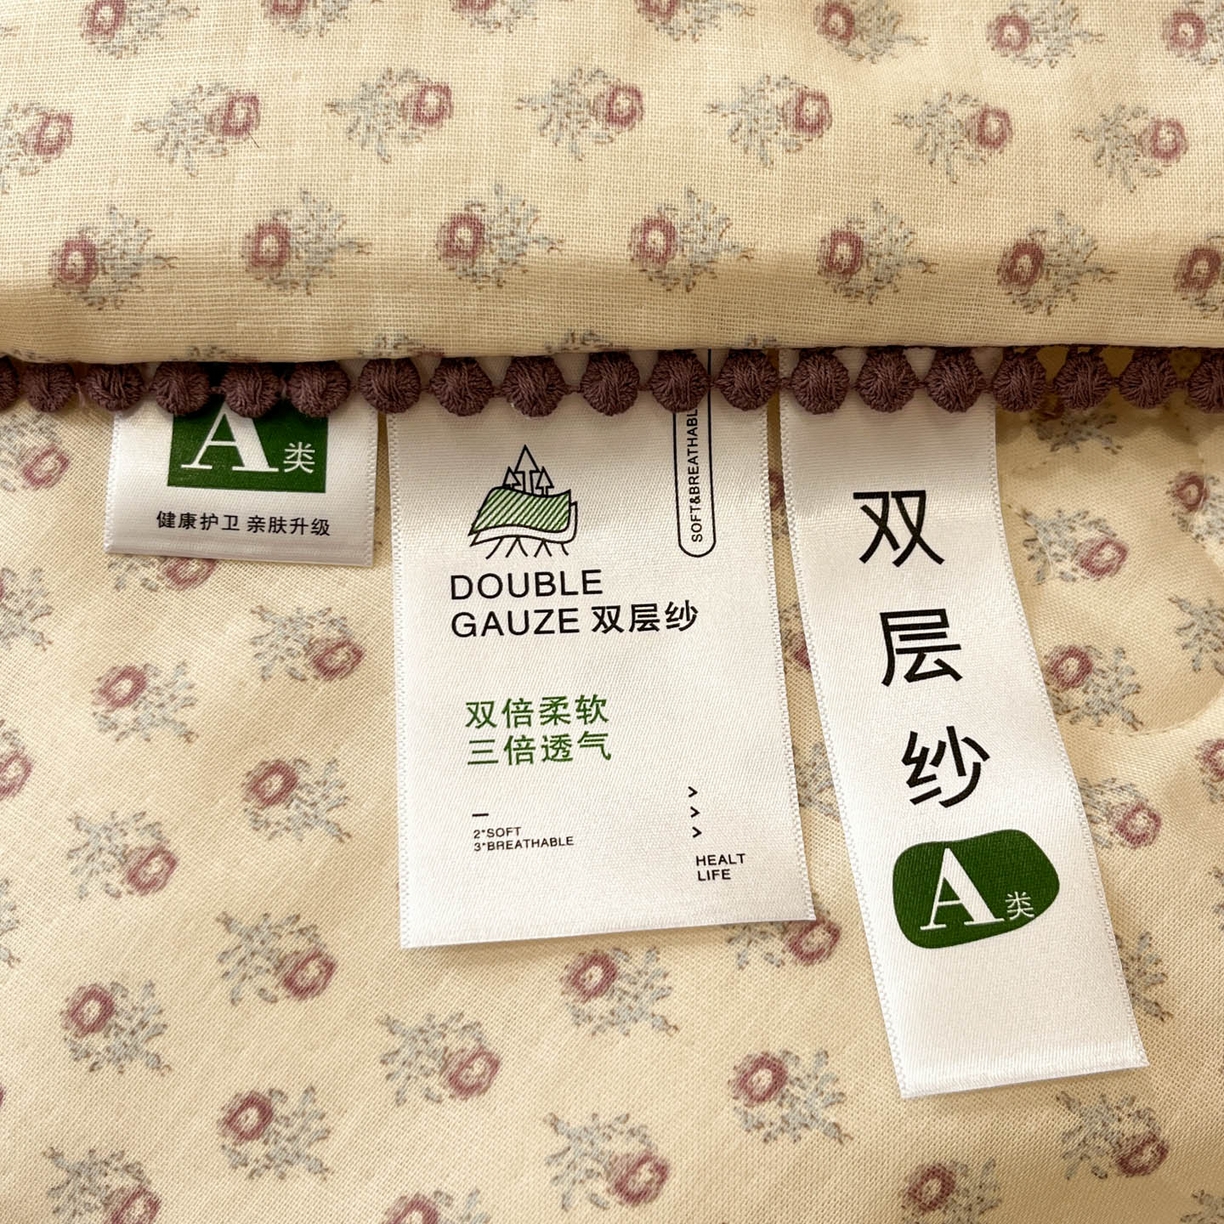 A类
健康护卫 亲肤升级
SOFT&BREATHABL
DOUBLE
GAUZE 双层纱
双倍柔软
三倍透气
2*SOFT
3*BREATHABLE
>
>
>
HEALT
LIFE
双
层
纱
A类